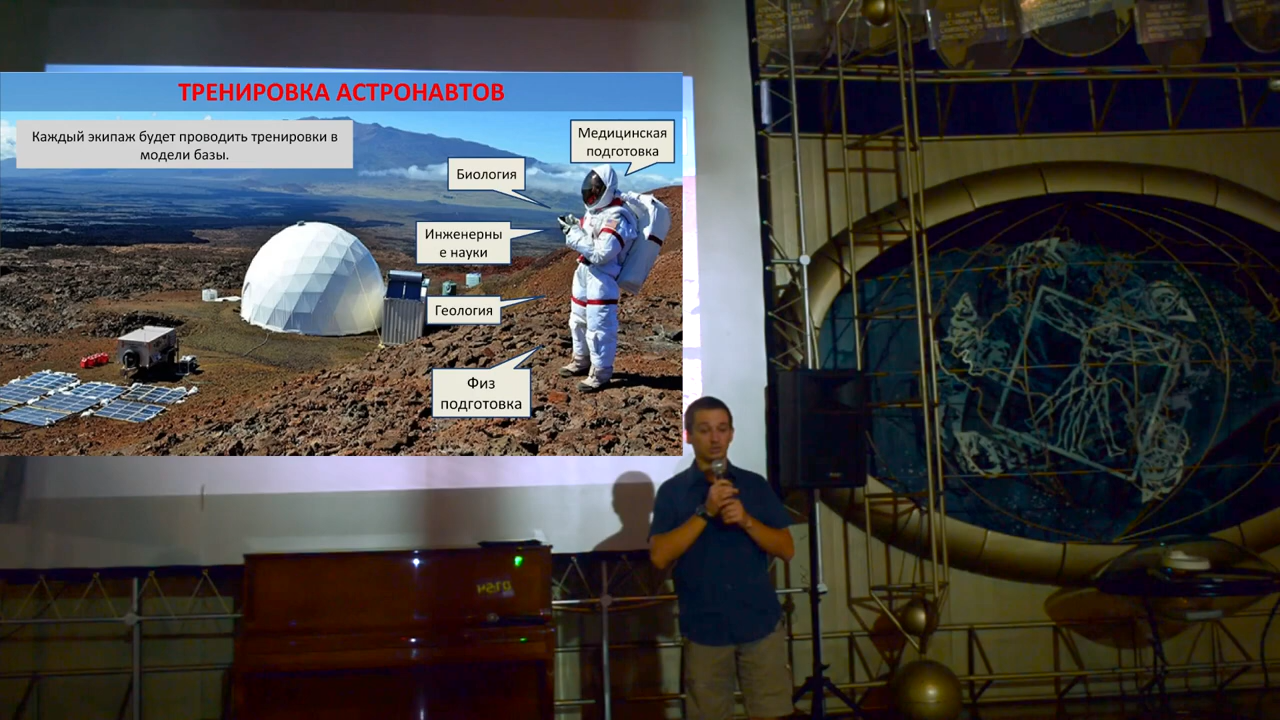 ТРЕНИРОВКА АСТРОНАВТОВ
Каждый экипаж будет проводить тренировки в
модели базы.
Медицинская
подготовка
Биология
Инженерны
е науки
Геология
Физ
подготовка